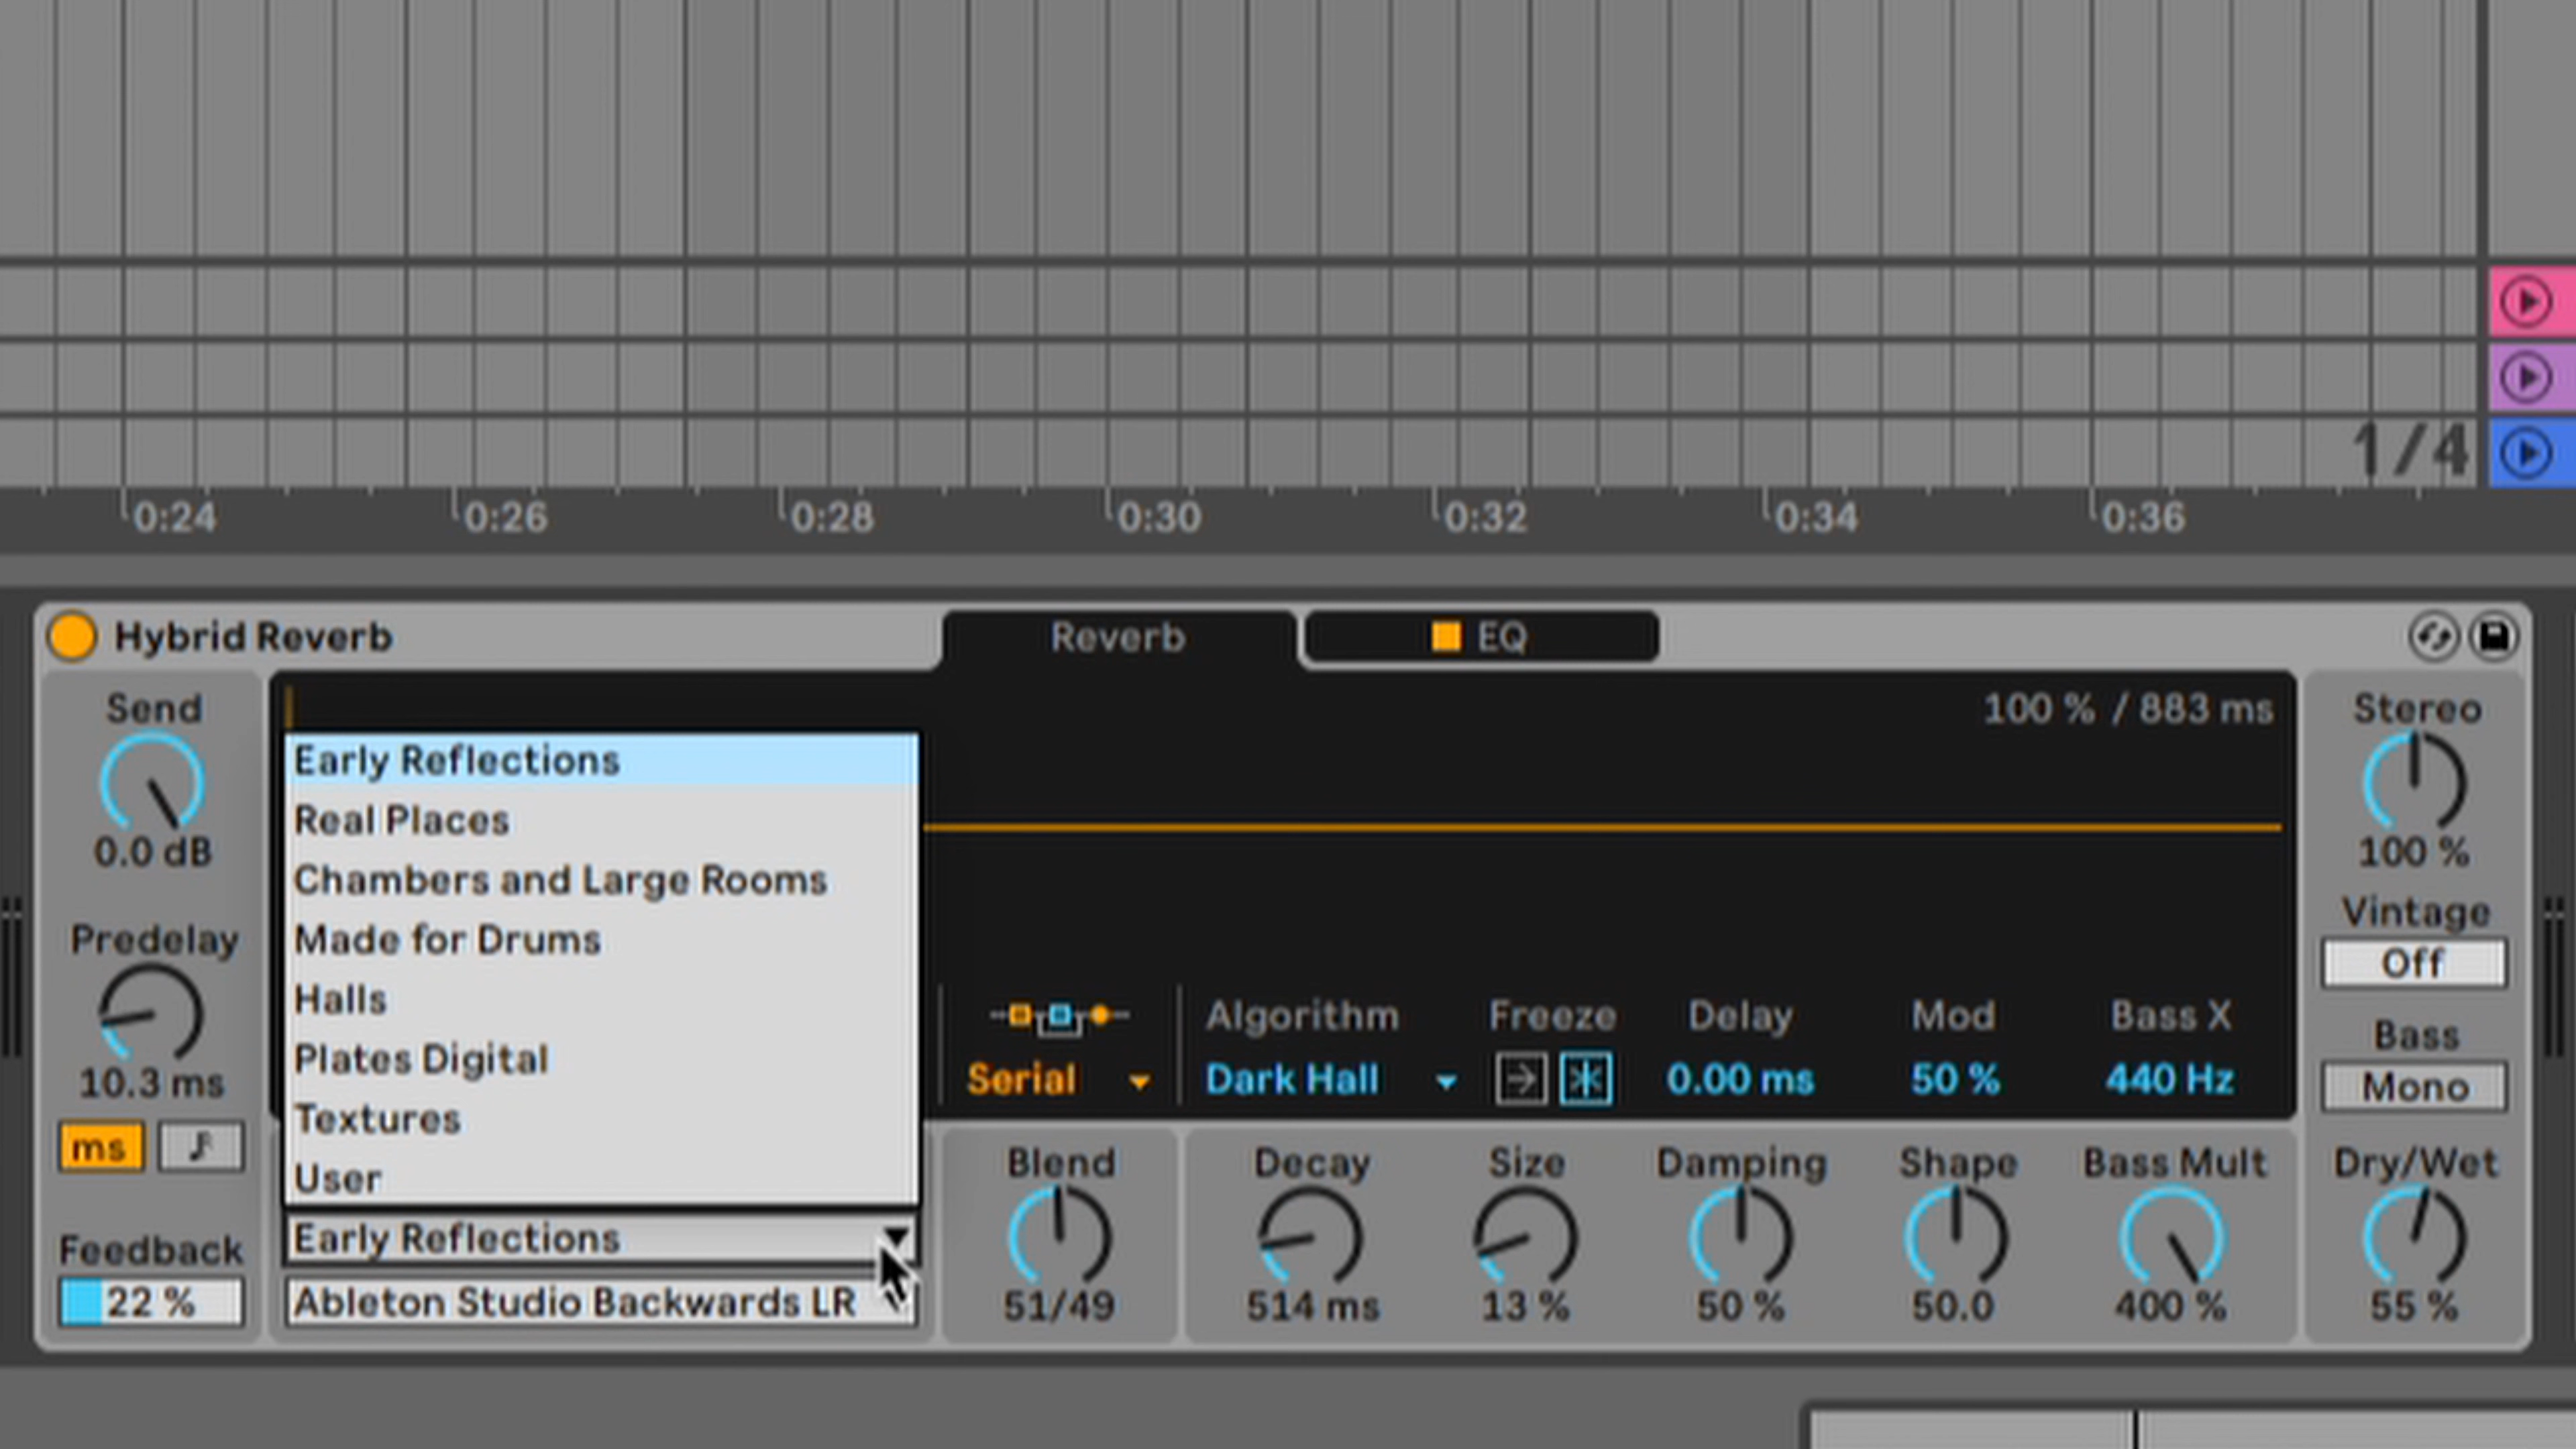 1/4
0:24 0:26 0:28 0:30 0:32 0:34 0:36
Hybrid Reverb Reverb EQ
Send 100 % / 883 ms Stereo
0.0 dB 100 %
Early Reflections
Real Places
Chambers and Large Rooms
Made for Drums
Halls
Plates Digital
Textures
User
Predelay
10.3 ms
ms
Feedback
22 %
Early Reflections
Ableton Studio Backwards LR
Serial
Algorithm Freeze Delay Mod Bass X
Dark Hall 0.00 ms 50 % 440 Hz
Blend Decay Size Damping Shape Bass Mult
51/49 514 ms 13 % 50 % 50.0 400 %
Vintage
Off
Bass
Mono
Dry/Wet
55 %